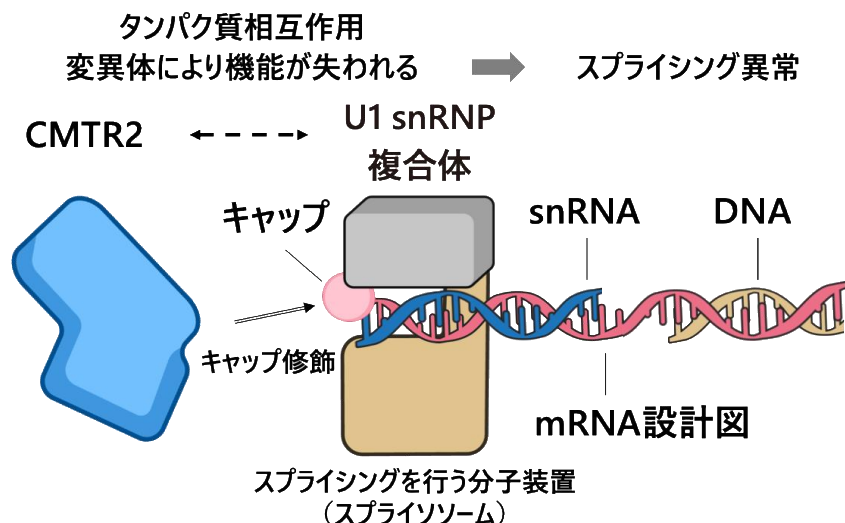 タンパク質相互作用
変異体により機能が失われる
スプライシング異常
CMTR2
U1 snRNP
複合体
キャップ
snRNA
DNA
キャップ修飾
mRNA設計図
スプライシングを行う分子装置
（スプライソソーム）